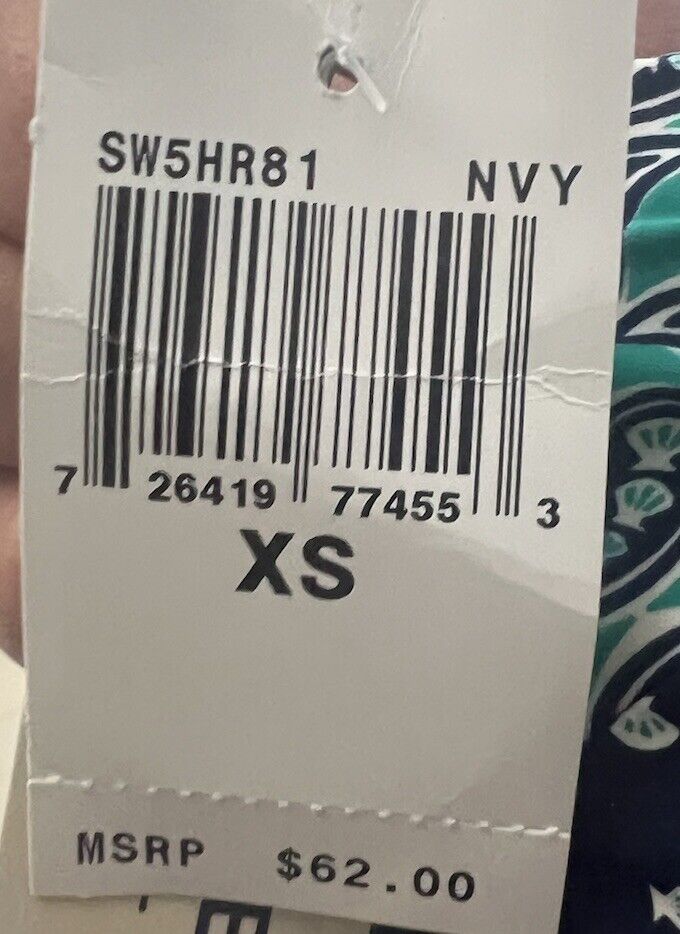 SW5HR81 NVY
7 26419 77455 3
XS
MSRP $62.00